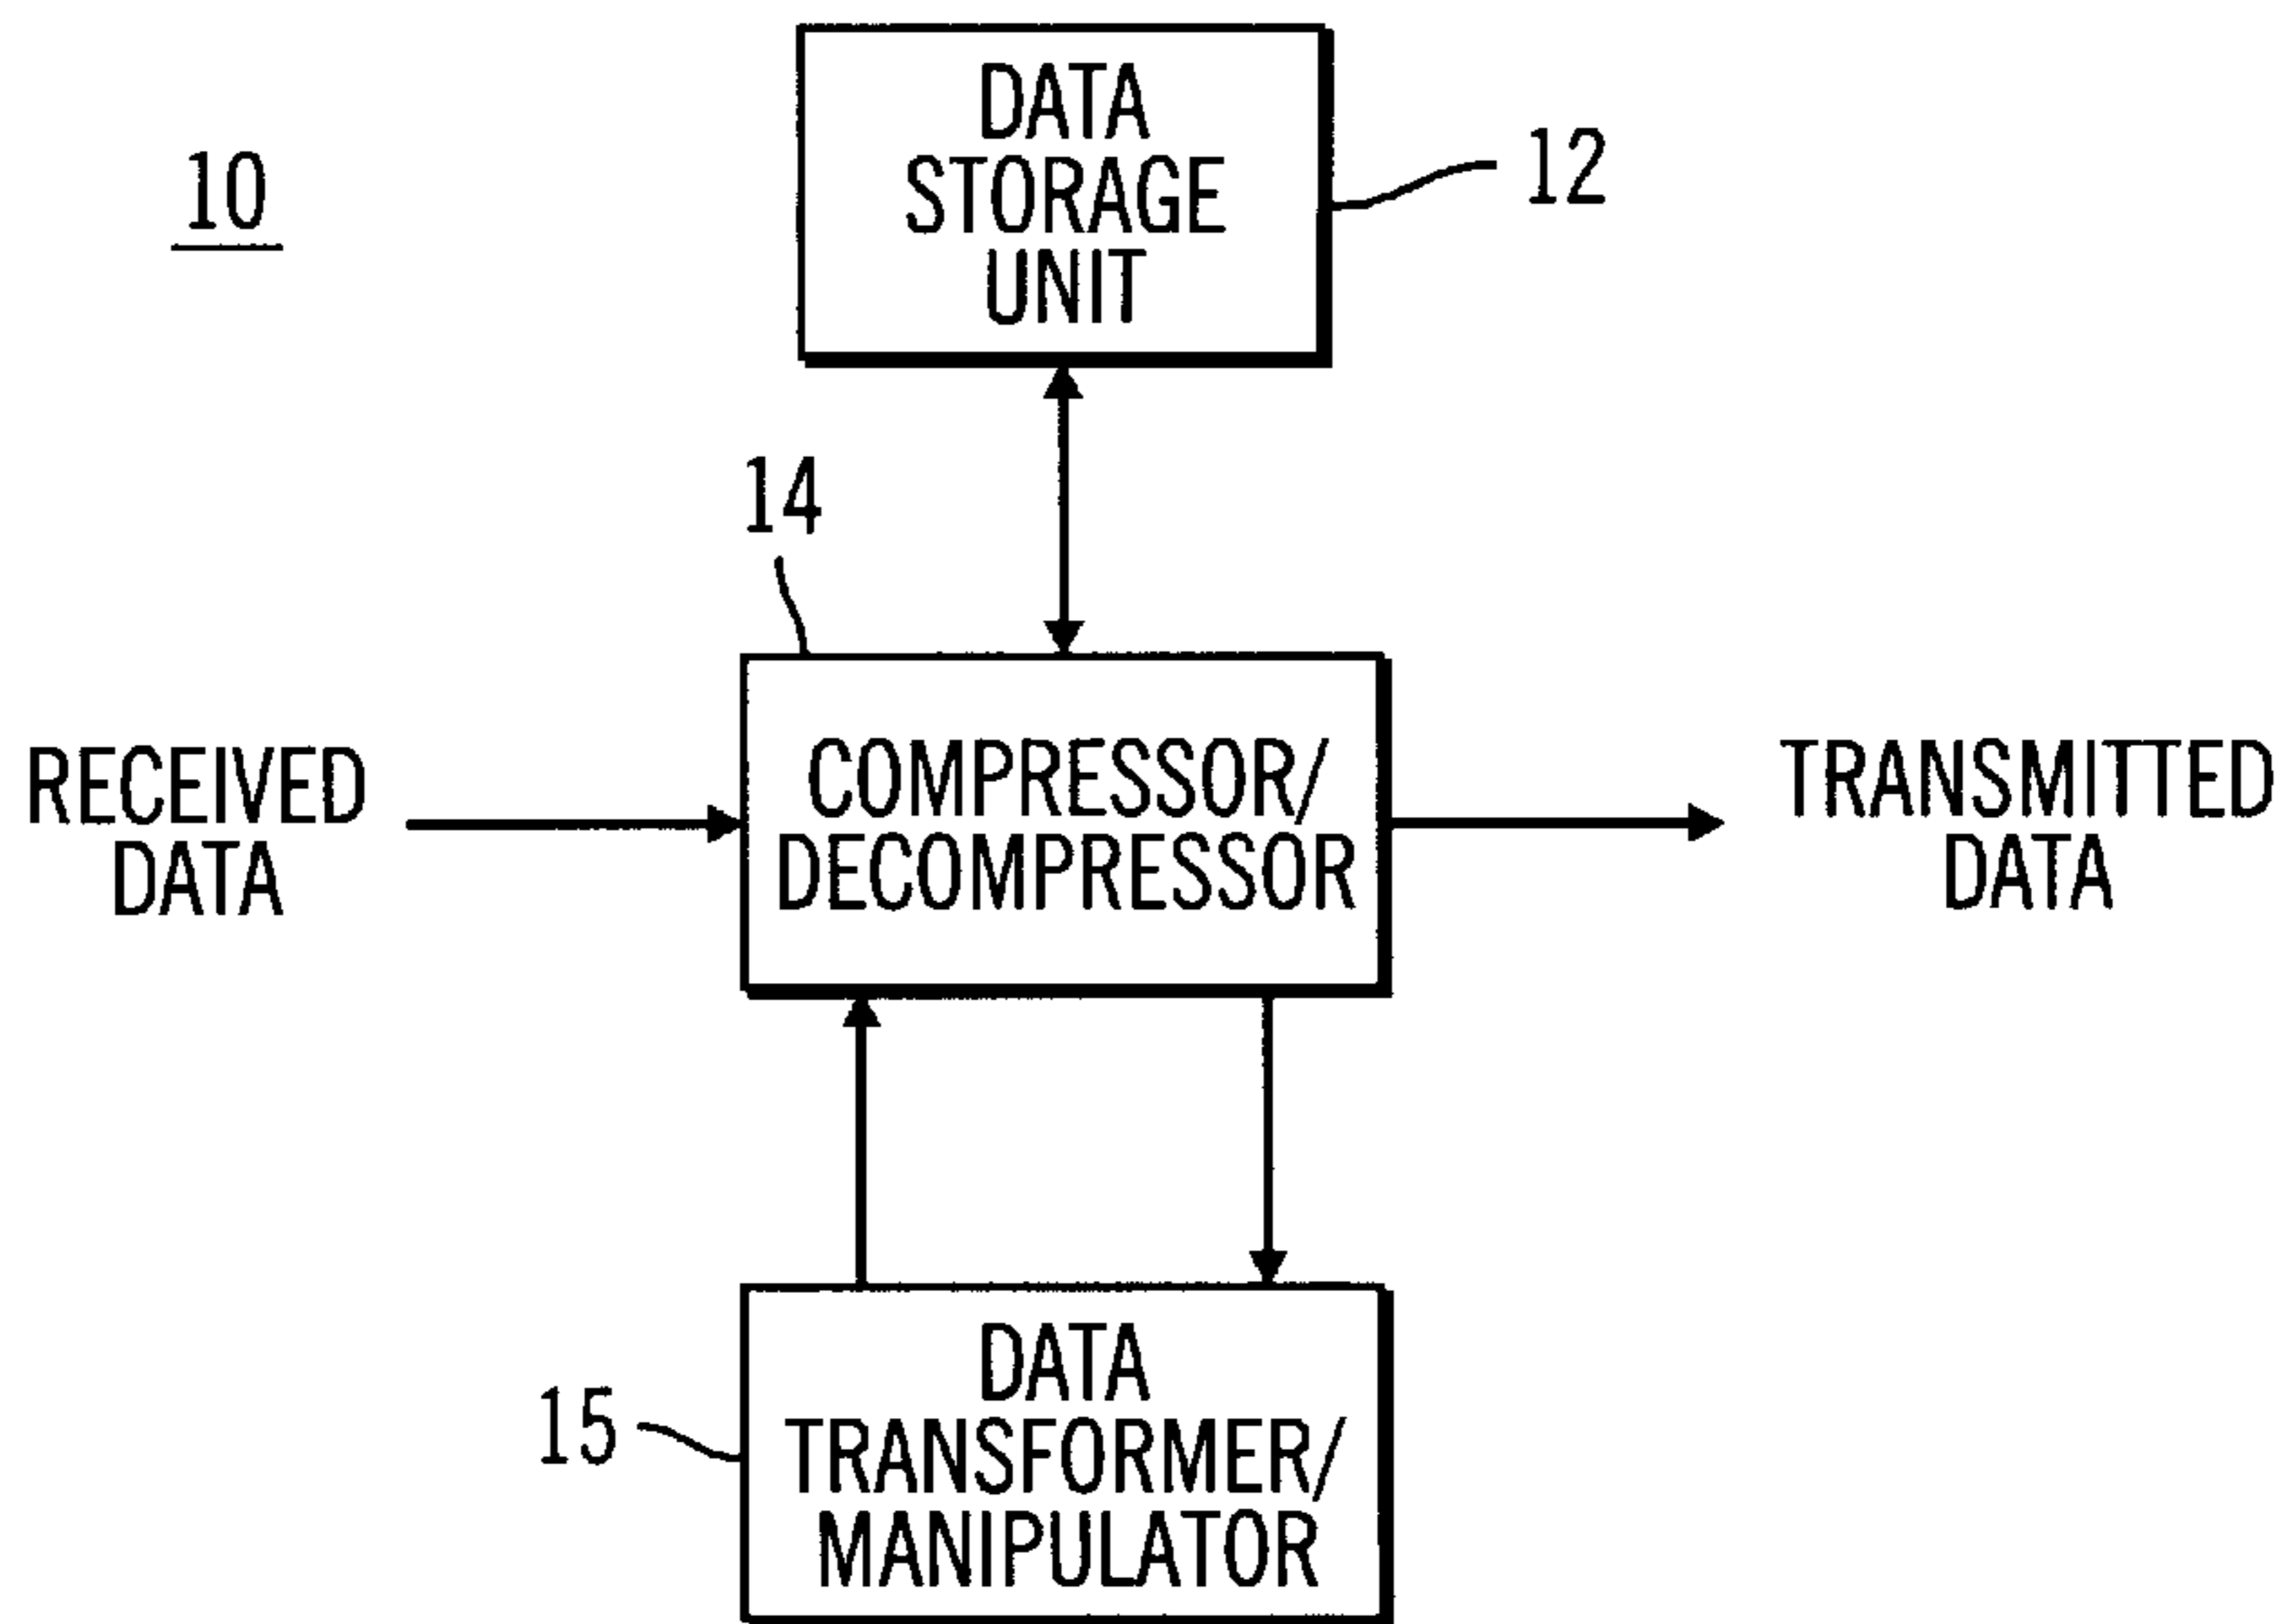 10
DATA
STORAGE
UNIT
12
14
RECEIVED
DATA
COMPRESSOR/
DECOMPRESSOR
TRANSMITTED
DATA
15
DATA
TRANSFORMER/
MANIPULATOR